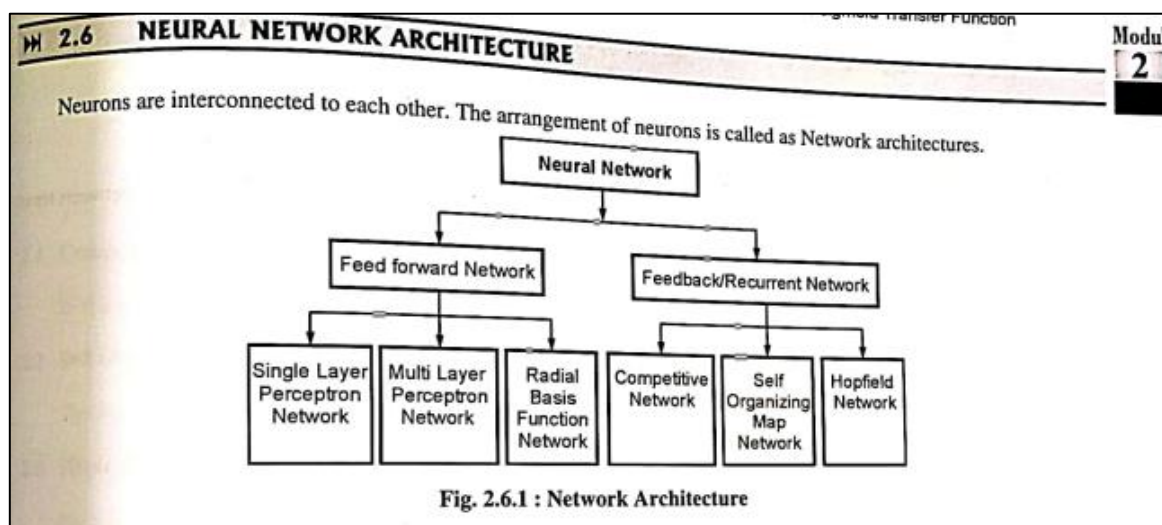 Transfer Function
2.6 NEURAL NETWORK ARCHITECTURE
Modu
2
Neurons are interconnected to each other. The arrangement of neurons is called as Network architectures.
Neural Network
Feed forward Network
Feedback/Recurrent Network
Single Layer
Perceptron
Network
Multi Layer
Perceptron
Network
Radial
Basis
Function
Network
Competitive
Network
Self
Organizing
Map
Network
Hopfield
Network
Fig. 2.6.1 : Network Architecture